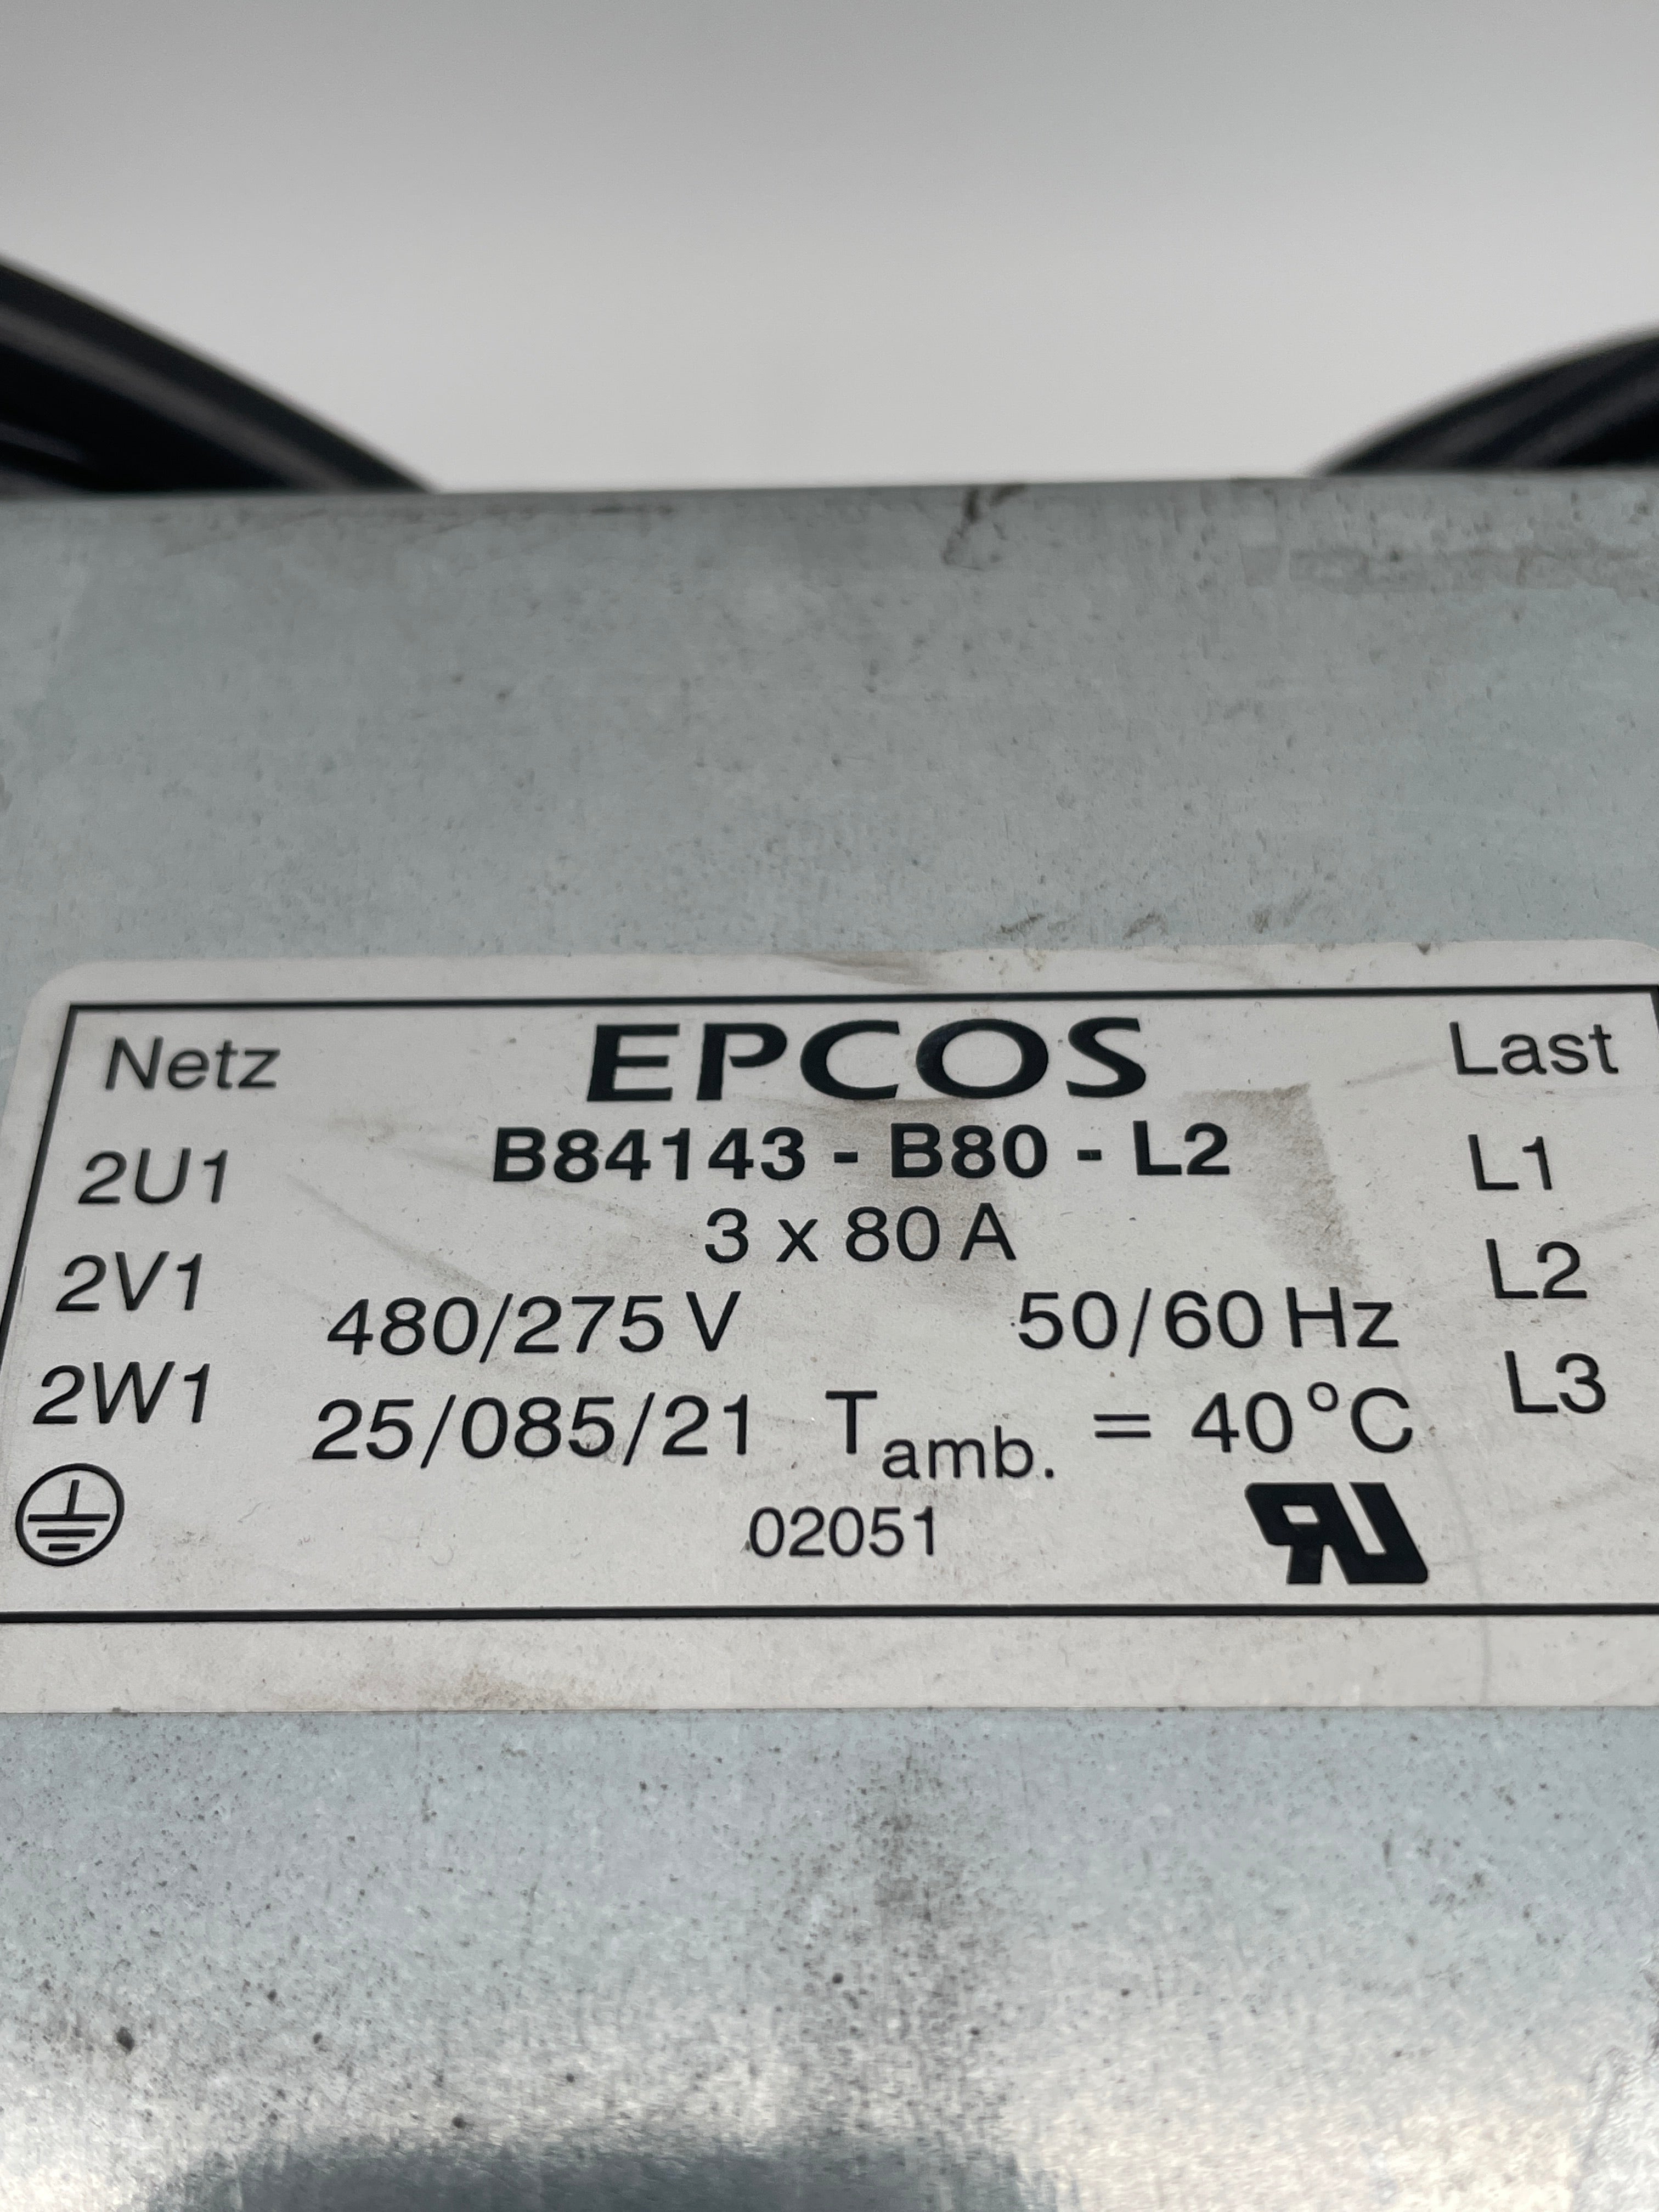 Netz EPCOS Last
B84143 - B80 - L2
2U1 L1
3 x 80 A
2V1 L2
480/275 V 50/60 Hz
2W1 L3
25/085/21 Tamb. = 40 °C
02051